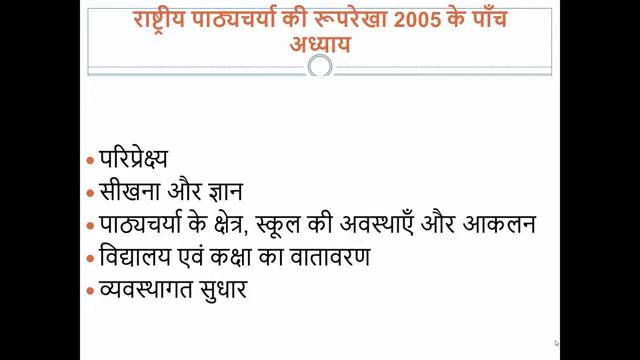 राष्ट्रीय पाठ्यचर्या की रूपरेखा 2005 के पाँच
अध्याय
• परिप्रेक्ष्य
• सीखना और ज्ञान
• पाठ्यचर्या के क्षेत्र, स्कूल की अवस्थाएँ और आकलन
• विद्यालय एवं कक्षा का वातावरण
• व्यवस्थागत सुधार